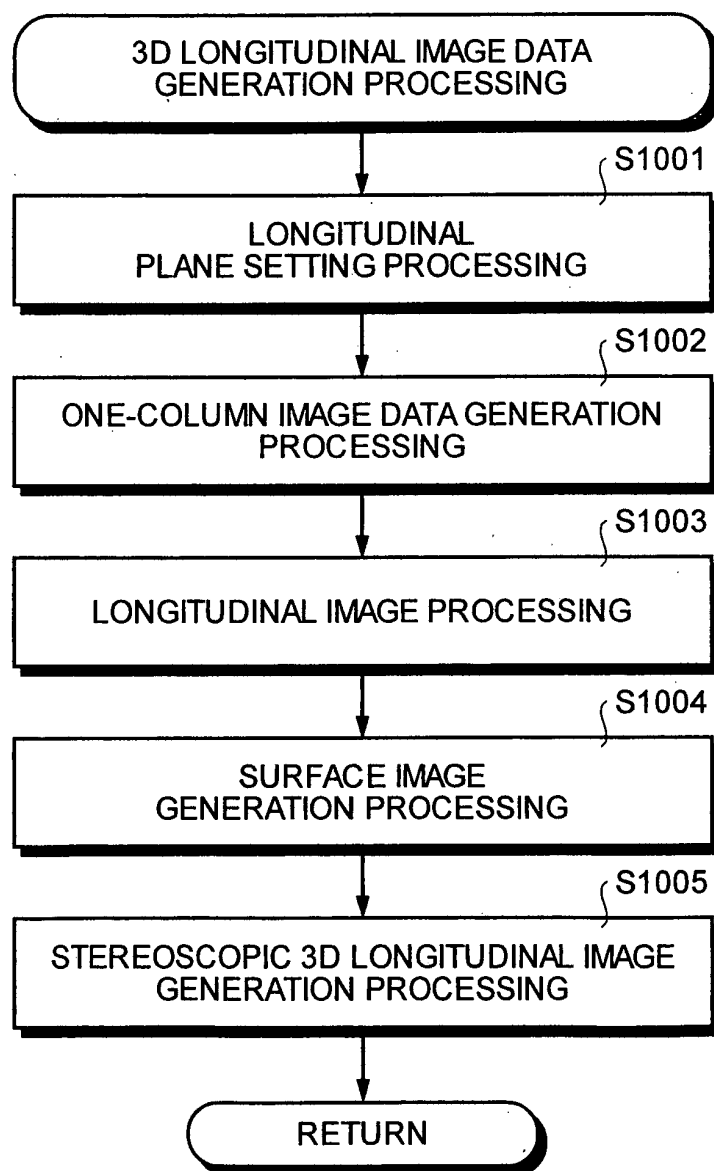 3D LONGITUDINAL IMAGE DATA
GENERATION PROCESSING
S1001
LONGITUDINAL
PLANE SETTING PROCESSING
S1002
ONE-COLUMN IMAGE DATA GENERATION
PROCESSING
S1003
LONGITUDINAL IMAGE PROCESSING
S1004
SURFACE IMAGE
GENERATION PROCESSING
S1005
STEREOSCOPIC 3D LONGITUDINAL IMAGE
GENERATION PROCESSING
RETURN